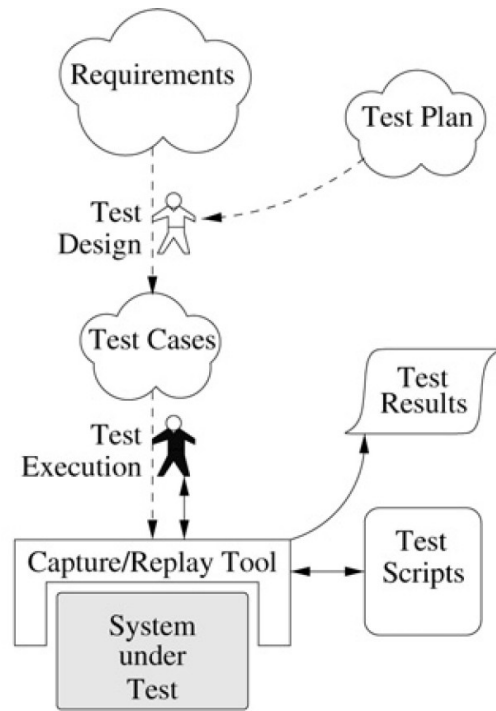 Requirements
Test Plan
Test
Design
Test Cases
Test
Execution
Test
Results
Capture/Replay Tool
Test
Scripts
System
under
Test